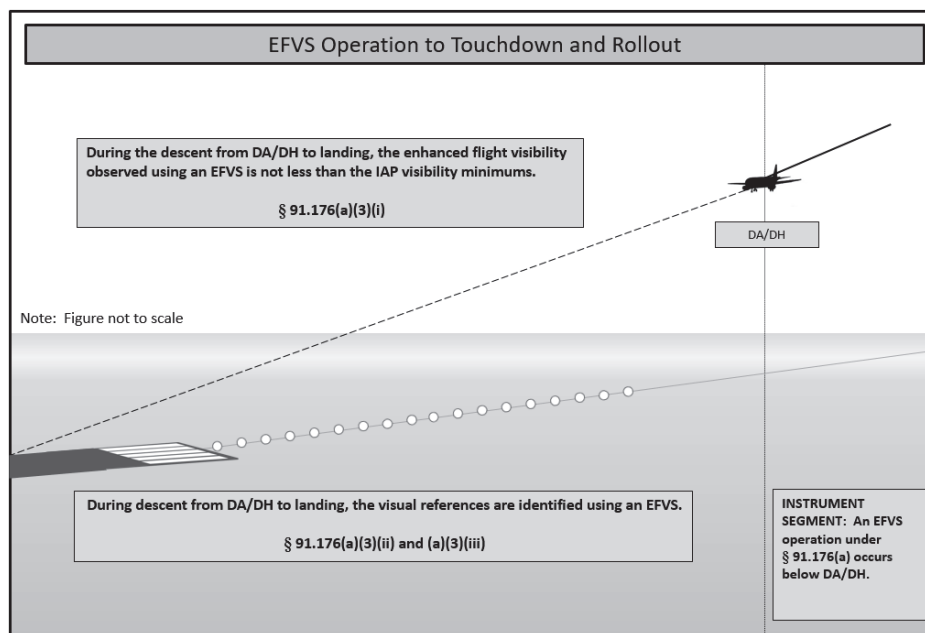 EFVS Operation to Touchdown and Rollout
During the descent from DA/DH to landing, the enhanced flight visibility
observed using an EFVS is not less than the IAP visibility minimums.
§ 91.176(a)(3)(i)
DA/DH
Note: Figure not to scale
During descent from DA/DH to landing, the visual references are identified using an EFVS.
§ 91.176(a)(3)(ii) and (a)(3)(iii)
INSTRUMENT
SEGMENT: An EFVS
operation under
§ 91.176(a) occurs
below DA/DH.